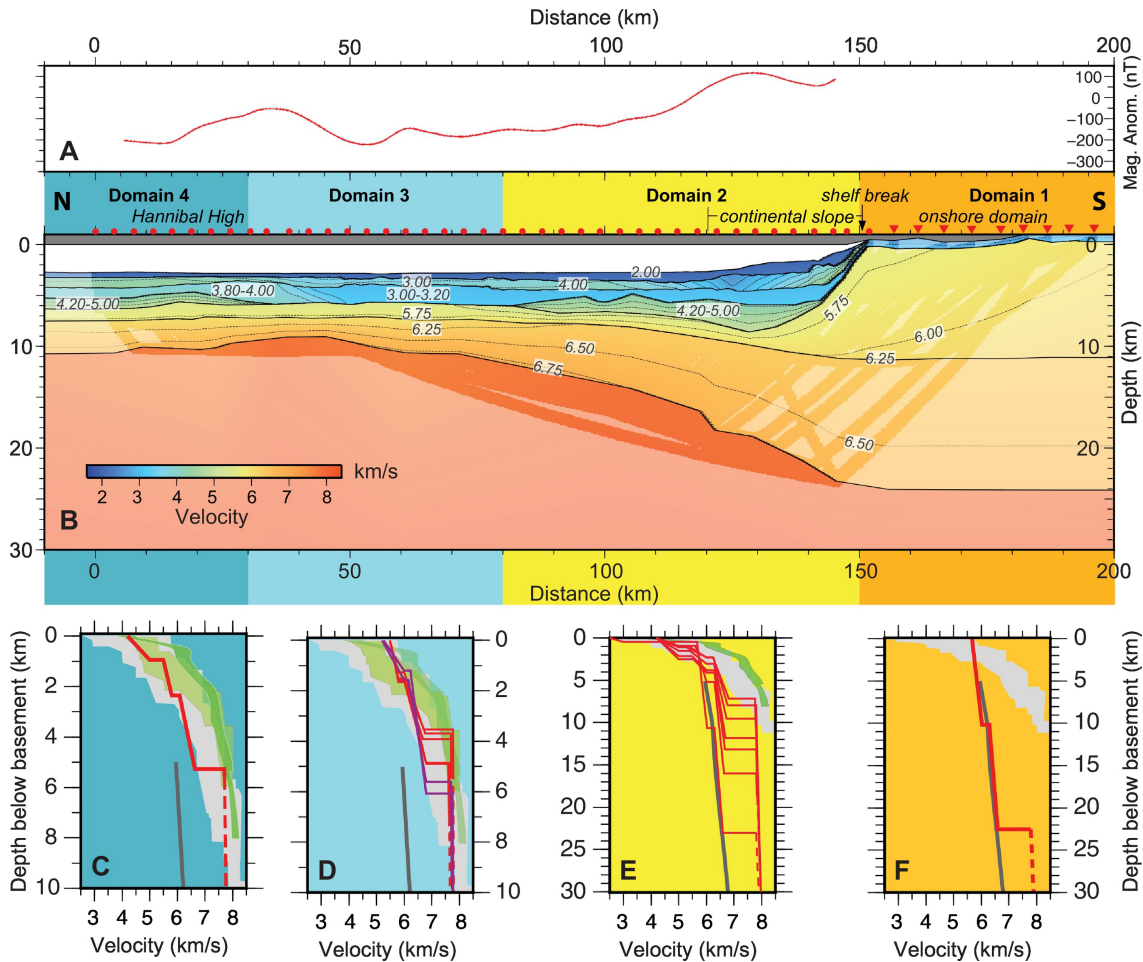 Distance (km)
0 50 100 150 200
100
0
−100
−200
−300
Mag. Anom. (nT)
A
N Domain 4 Domain 3 Domain 2 shelf break Domain 1 S
Hannibal High continental slope onshore domain
0 0
10 10
20 20
30 30
Depth (km)
2.00
3.00
4.00
3.80-4.00
3.00-3.20
4.20-5.00
4.20-5.00
5.75
5.75
6.00
6.25
6.25
6.50
6.75
6.50
km/s
2 3 4 5 6 7 8
Velocity
B
0 50 100 150 200
Distance (km)
Depth below basement (km)
0
2
4
6
8
10
C
3 4 5 6 7 8
Velocity (km/s)
0
2
4
6
8
10
D
3 4 5 6 7 8
Velocity (km/s)
0
5
10
15
20
25
30
E
3 4 5 6 7 8
Velocity (km/s)
0
5
10
15
20
25
30
F
3 4 5 6 7 8
Velocity (km/s)
Depth below basement (km)